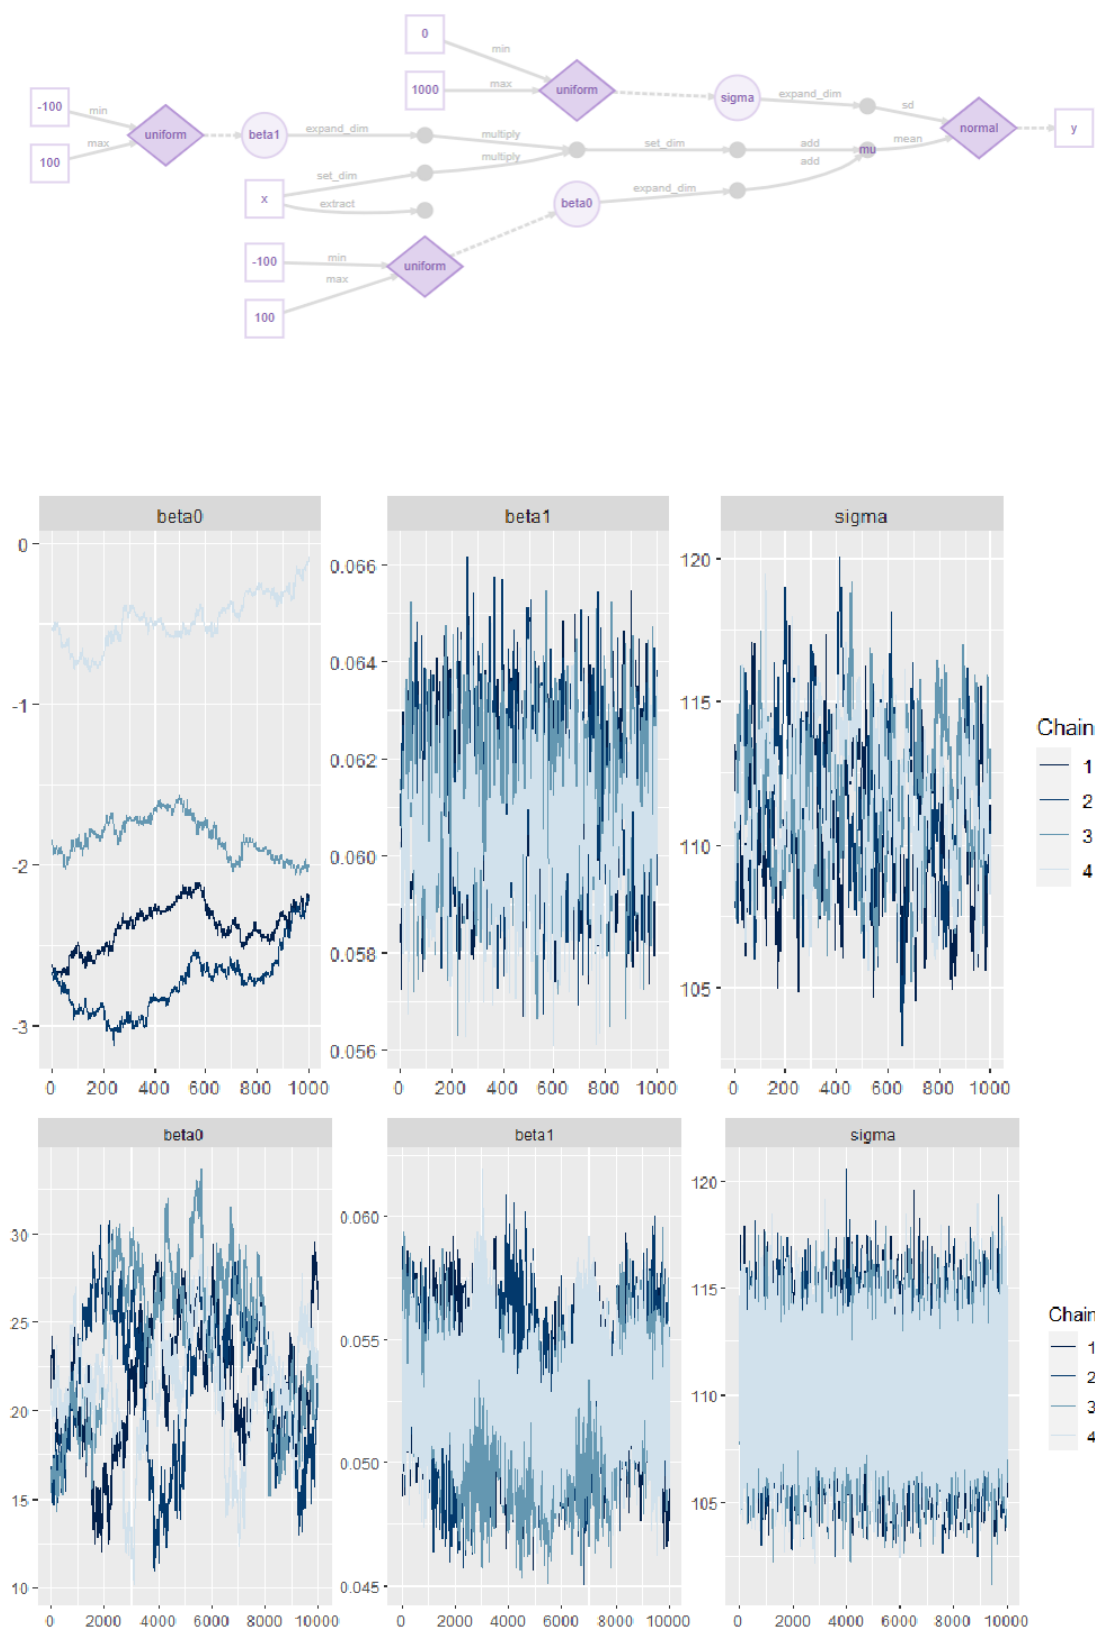 0
min
1000
max
uniform
sigma
expand_dim
sd
-100
min
100
max
uniform
beta1
expand_dim
multiply
multiply
set_dim
add
add
mu
mean
normal
y
x
set_dim
extract
beta0
expand_dim
-100
min
100
max
uniform
beta0
beta1
sigma
0
-1
-2
-3
0 200 400 600 800 1000
0.066
0.064
0.062
0.060
0.058
0.056
0 200 400 600 800 1000
120
115
110
105
0 200 400 600 800 1000
Chain
1
2
3
4
beta0
beta1
sigma
30
25
20
15
10
0 2000 4000 6000 8000 10000
0.060
0.055
0.050
0.045
0 2000 4000 6000 8000 10000
120
115
110
105
0 2000 4000 6000 8000 10000
Chain
1
2
3
4